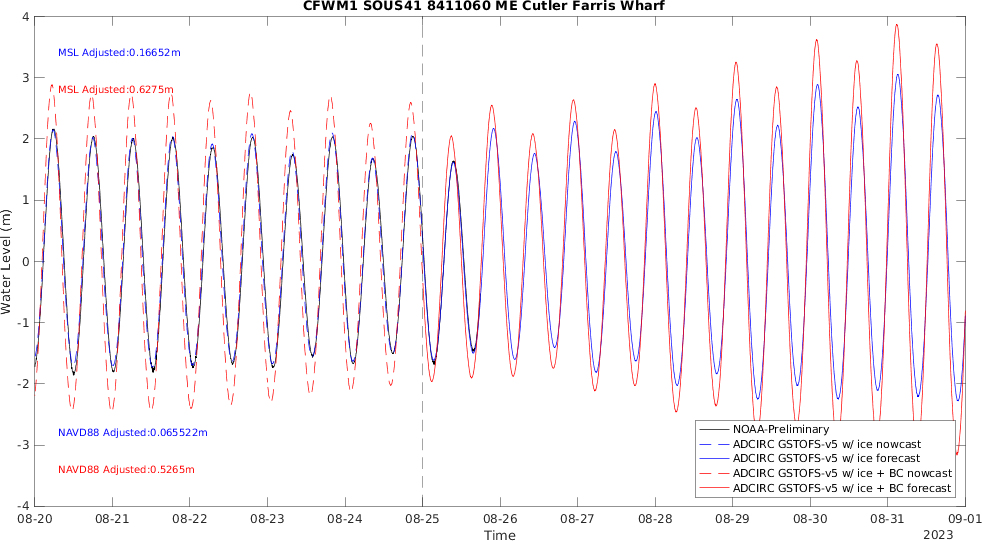 CFWM1 SOUS41 8411060 ME Cutler Farris Wharf
4
3
2
1
0
-1
-2
-3
-4
Water Level (m)
MSL Adjusted:0.16652m
MSL Adjusted:0.6275m
NAVD88 Adjusted:0.065522m
NAVD88 Adjusted:0.5265m
NOAA-Preliminary
ADCIRC GSTOFS-v5 w/ ice nowcast
ADCIRC GSTOFS-v5 w/ ice forecast
ADCIRC GSTOFS-v5 w/ ice + BC nowcast
ADCIRC GSTOFS-v5 w/ ice + BC forecast
08-20 08-21 08-22 08-23 08-24 08-25 08-26 08-27 08-28 08-29 08-30 08-31 09-01
Time
2023